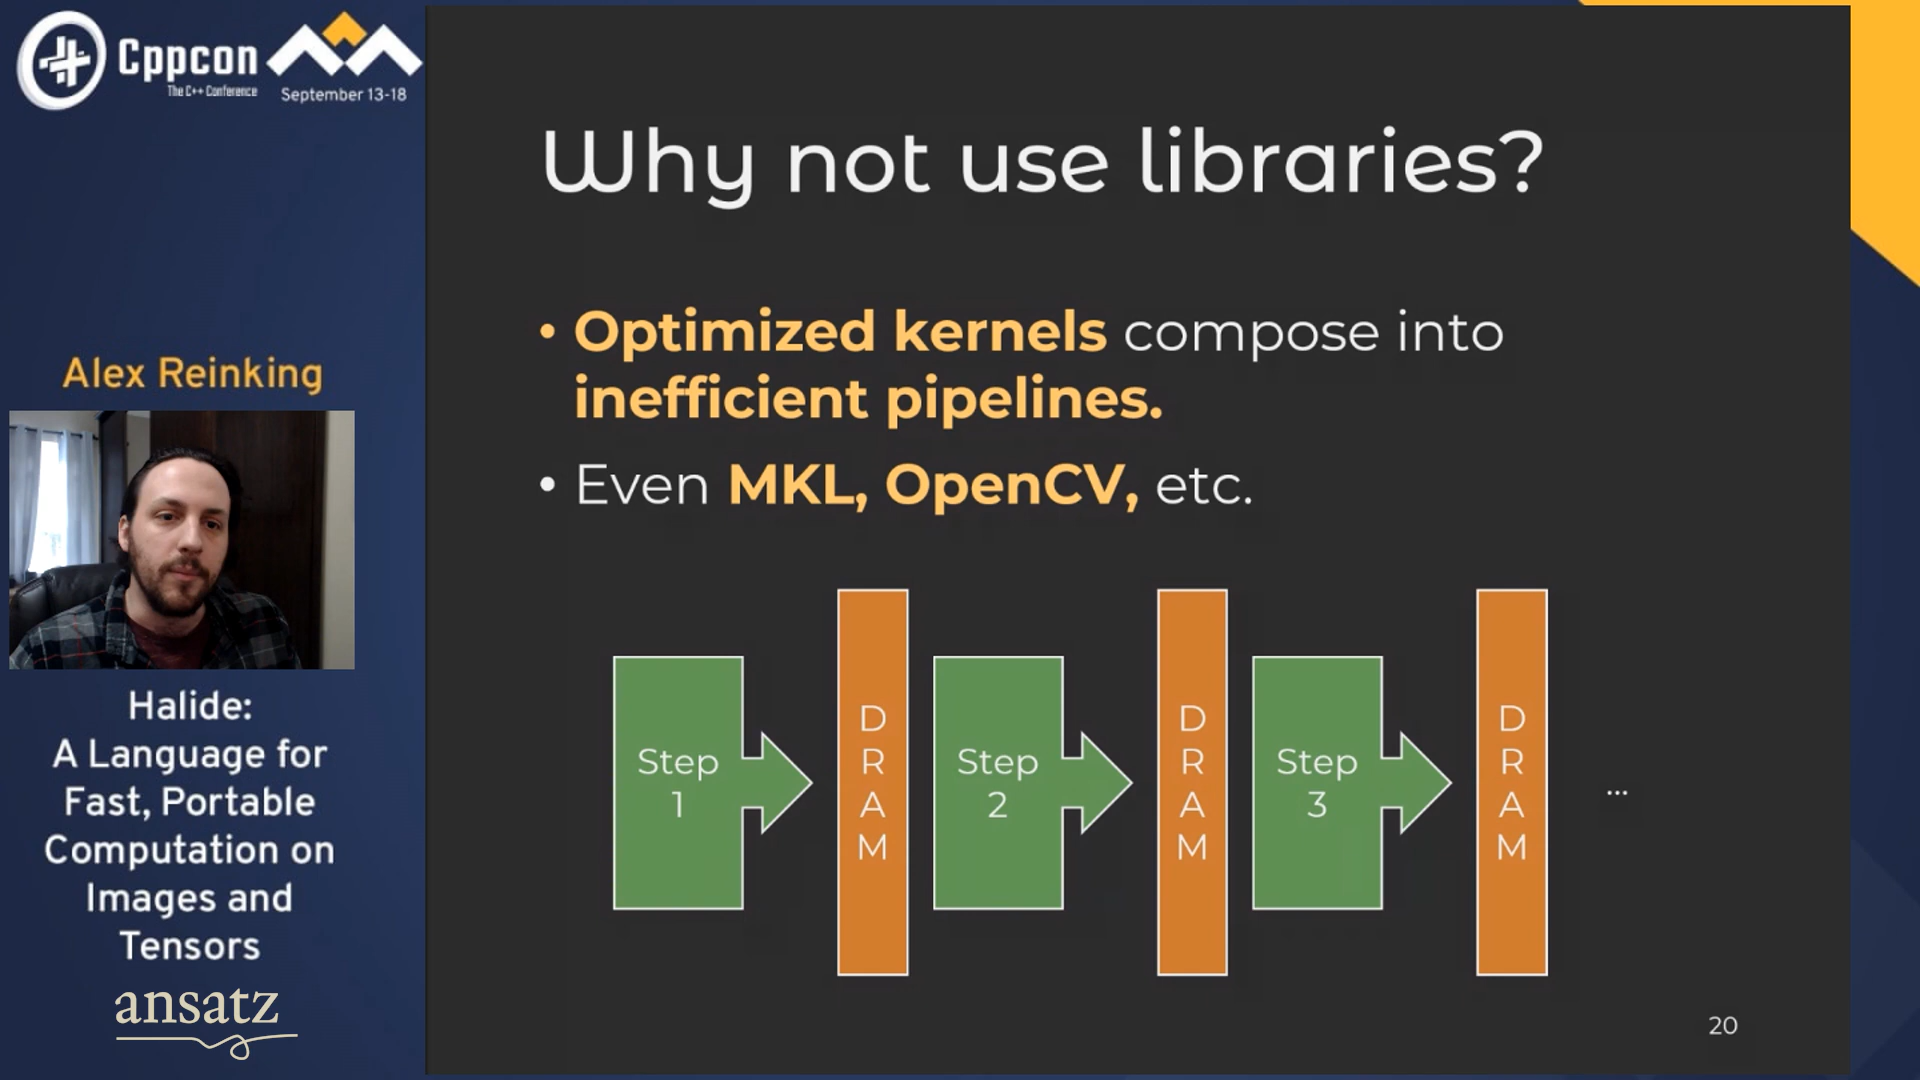 Cppcon
The C++ Conference
September 13-18
Alex Reinking
Halide:
A Language for
Fast, Portable
Computation on
Images and
Tensors
ansatz
Why not use libraries?
• Optimized kernels compose into
inefficient pipelines.
• Even MKL, OpenCV, etc.
Step
1
D
R
A
M
Step
2
D
R
A
M
Step
3
D
R
A
M
...
20